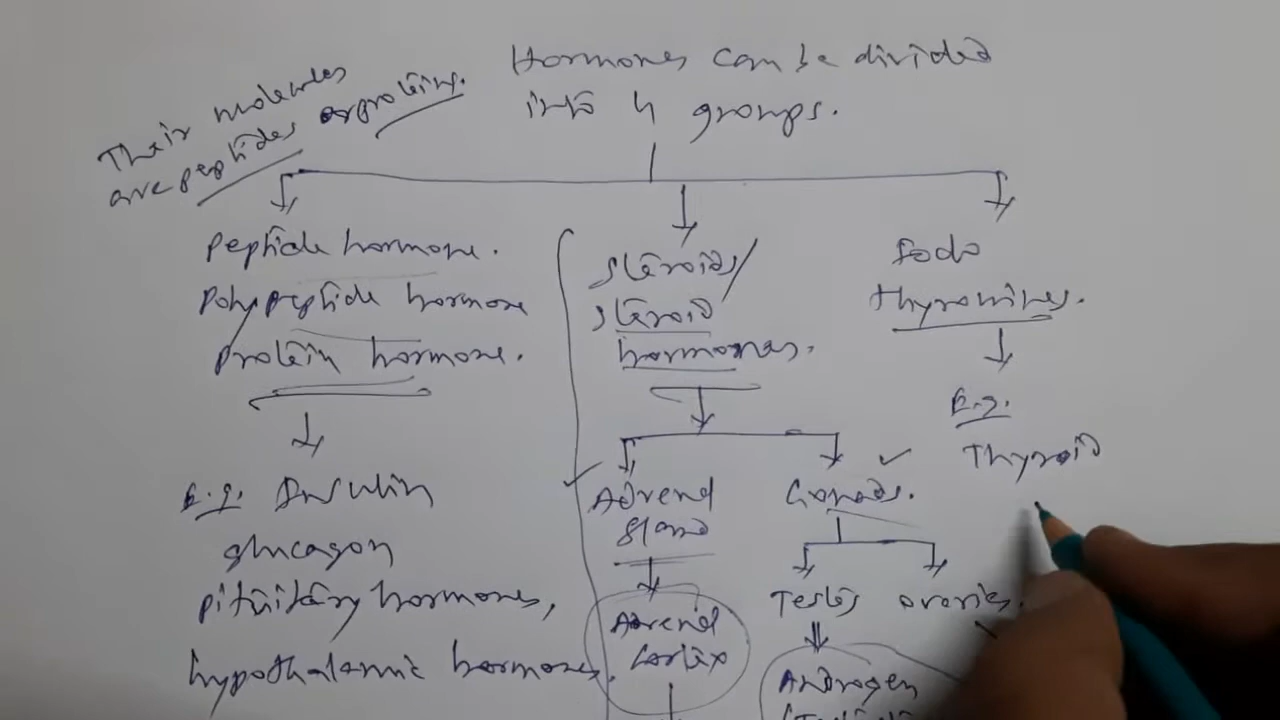 Hormones can be divided
into 4 groups.
Their molecules
are peptides or proteins.
Peptide hormone.
Polypeptide hormone
Protein hormone.
E.g. Insulin
glucagon
pituitary hormones,
hypothalamic hormones.
Steroids/
steroid
hormones.
Adrenal
gland
Adrenal
Cortex
Gonads.
Testes
ovaries.
Androgen
Iodo
thyronines.
E.g.
Thyroid